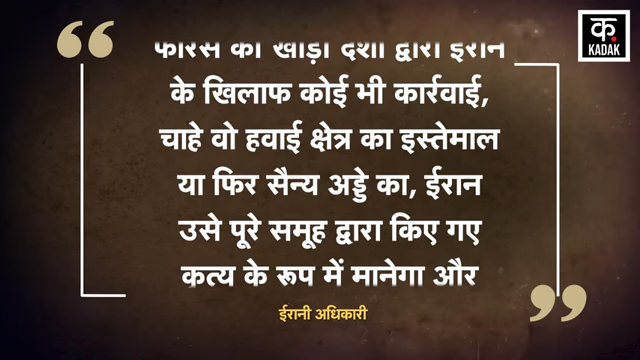 क.
KADAK
फारस की खाड़ी देशों द्वारा ईरान
के खिलाफ कोई भी कार्रवाई,
चाहे वो हवाई क्षेत्र का इस्तेमाल
या फिर सैन्य अड्डे का, ईरान
उसे पूरे समूह द्वारा किए गए
कृत्य के रूप में मानेगा और
ईरानी अधिकारी